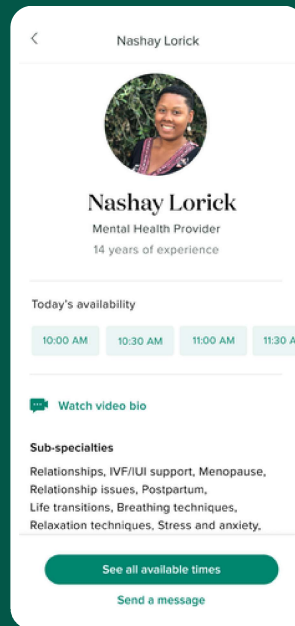 Nashay Lorick
Nashay Lorick
Mental Health Provider
14 years of experience
Today's availability
10:00 AM 10:30 AM 11:00 AM 11:30 A
Watch video bio
Sub-specialties
Relationships, IVF/IUI support, Menopause,
Relationship issues, Postpartum,
Life transitions, Breathing techniques,
Relaxation techniques, Stress and anxiety,
See all available times
Send a message